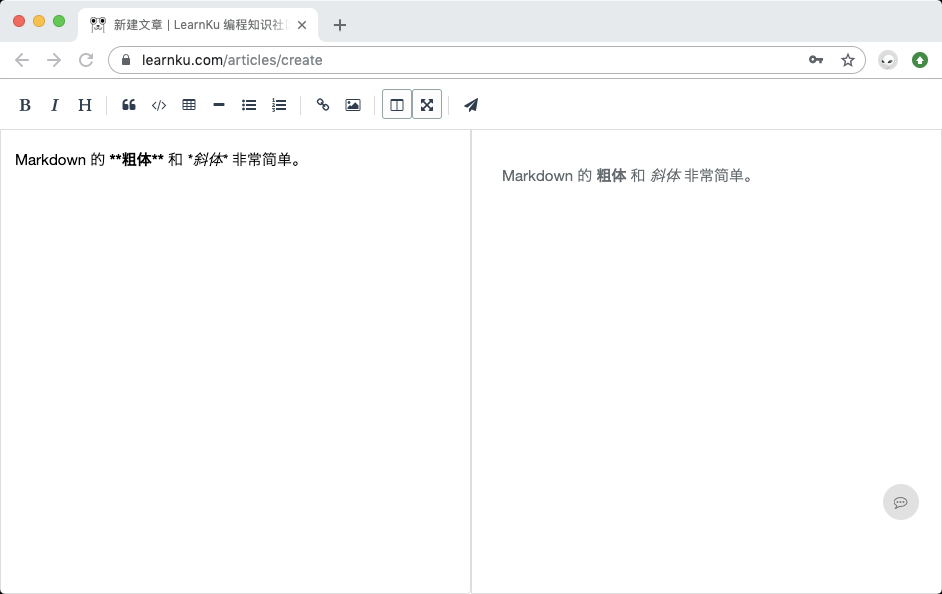 新建文章 | LearnKu 编程知识社
learnku.com/articles/create
B I H
Markdown 的 **粗体** 和 *斜体* 非常简单。
Markdown 的 粗体 和 斜体 非常简单。